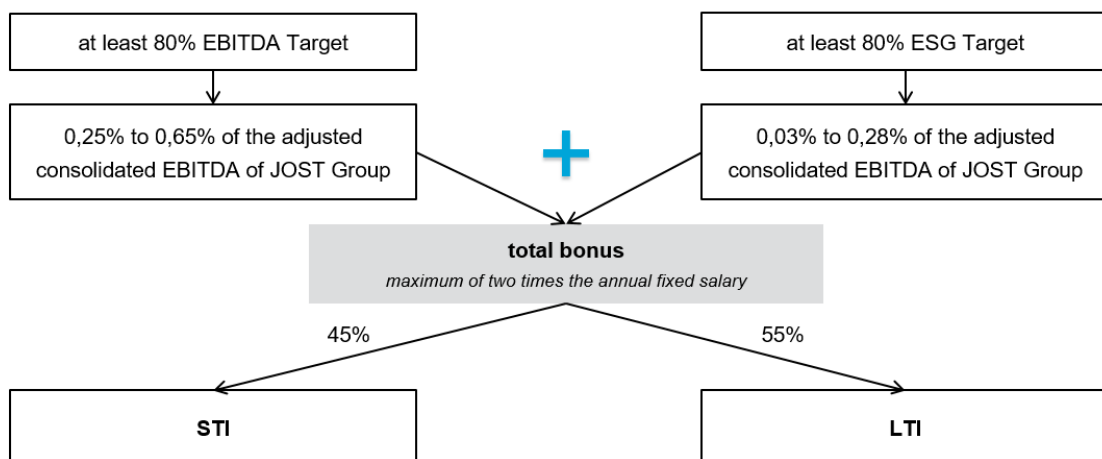 at least 80% EBITDA Target
at least 80% ESG Target
0,25% to 0,65% of the adjusted
consolidated EBITDA of JOST Group
0,03% to 0,28% of the adjusted
consolidated EBITDA of JOST Group
+
total bonus
maximum of two times the annual fixed salary
45%
55%
STI
LTI